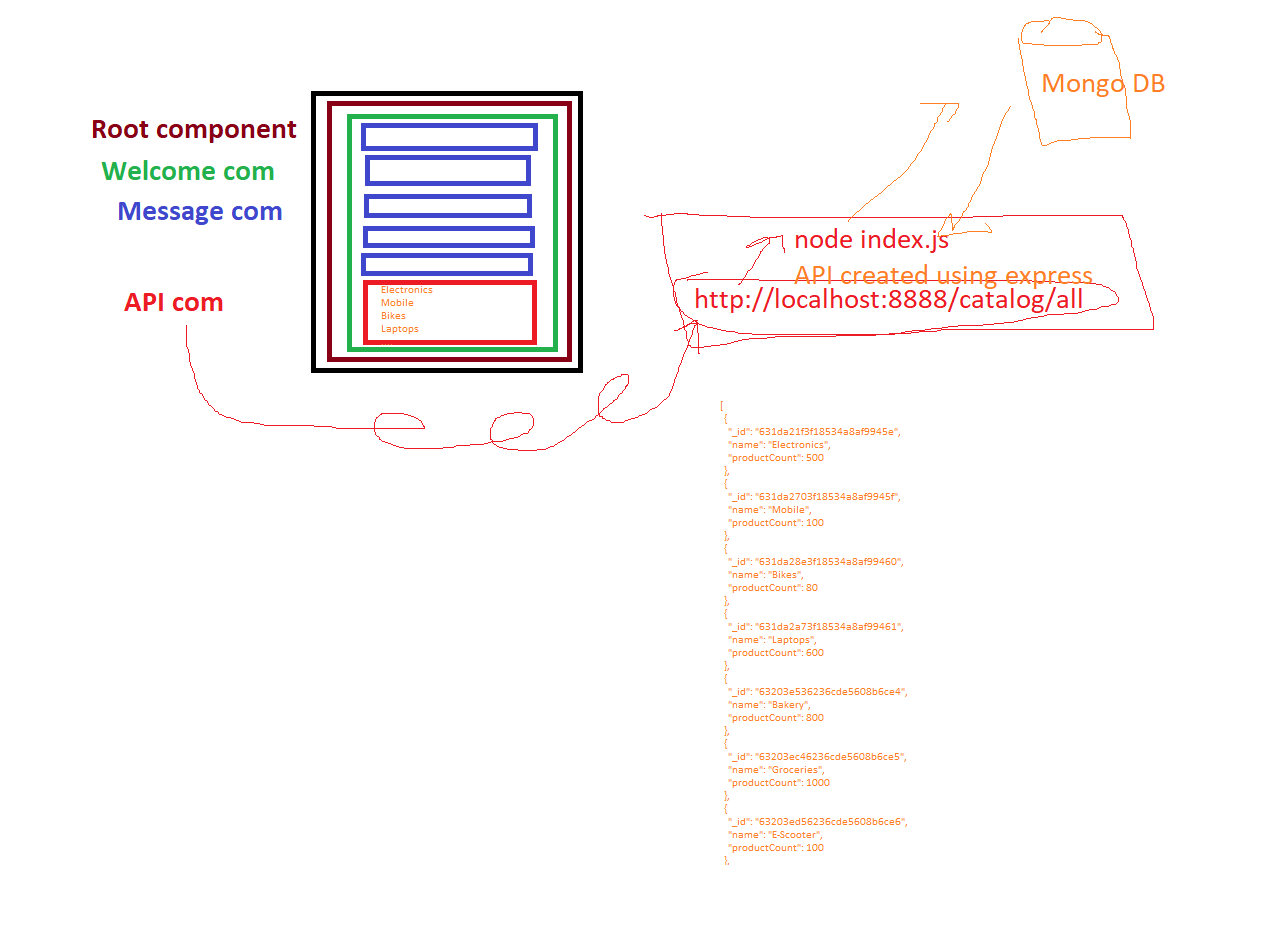 Root component
Welcome com
Message com
API com
Electronics
Mobile
Bikes
Laptops
Mongo DB
node index.js
API created using express
http://localhost:8888/catalog/all
[
{
"_id": "631da21f3f18534a8af9945e",
"name": "Electronics",
"productCount": 500
},
{
"_id": "631da2703f18534a8af9945f",
"name": "Mobile",
"productCount": 100
},
{
"_id": "631da28e3f18534a8af99460",
"name": "Bikes",
"productCount": 80
},
{
"_id": "631da2a73f18534a8af99461",
"name": "Laptops",
"productCount": 600
},
{
"_id": "63203e536236cde5608b6ce4",
"name": "Bakery",
"productCount": 800
},
{
"_id": "63203ec46236cde5608b6ce5",
"name": "Groceries",
"productCount": 1000
},
{
"_id": "63203ed56236cde5608b6ce6",
"name": "E-Scooter",
"productCount": 100
},